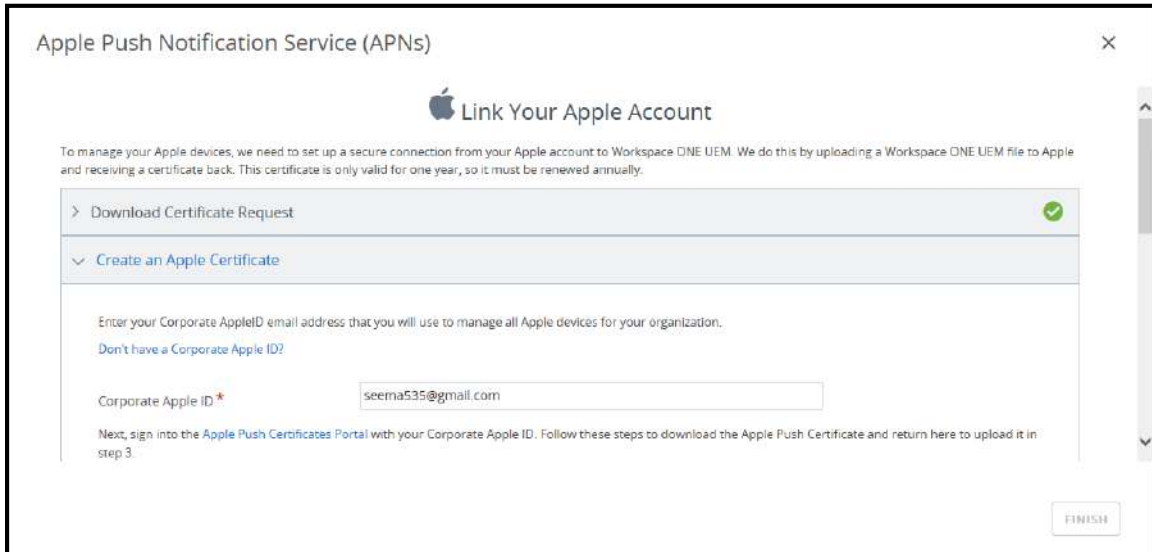 Apple Push Notification Service (APNs)
Link Your Apple Account
To manage your Apple devices, we need to set up a secure connection from your Apple account to Workspace ONE UEM. We do this by uploading a Workspace ONE UEM file to Apple
and receiving a certificate back. This certificate is only valid for one year, so it must be renewed annually.
Download Certificate Request
Create an Apple Certificate
Enter your Corporate AppleID email address that you will use to manage all Apple devices for your organization.
Don't have a Corporate Apple ID?
Corporate Apple ID * seema535@gmail.com
Next, sign into the Apple Push Certificates Portal with your Corporate Apple ID. Follow these steps to download the Apple Push Certificate and return here to upload it in
step 3.
FINISH